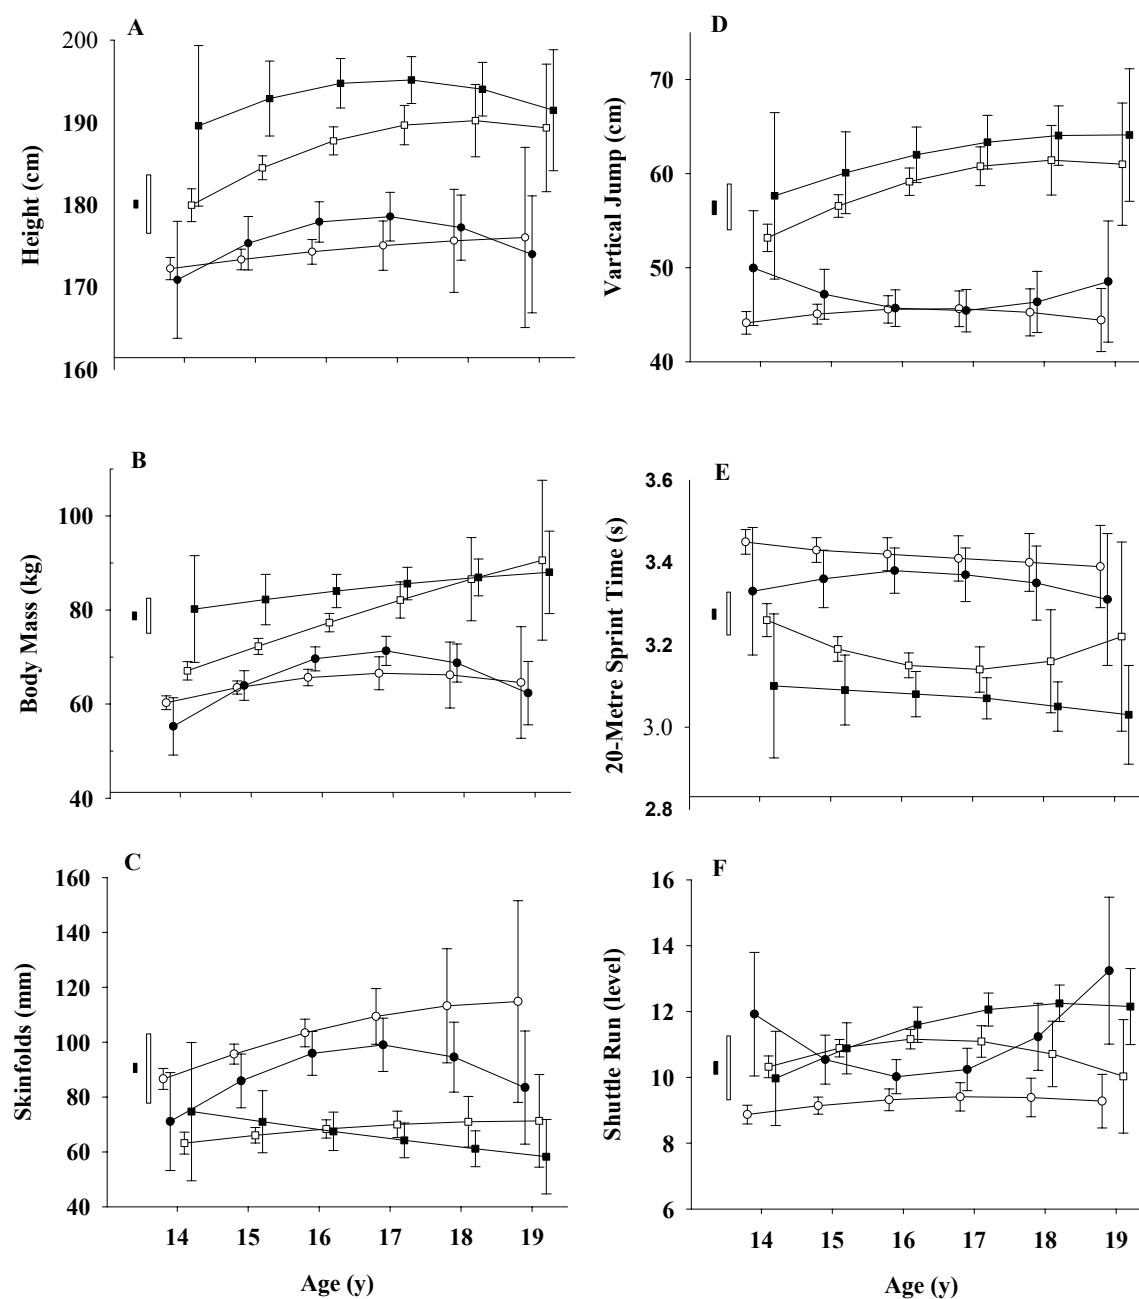 A
Height (cm)
200
190
180
170
160
B
Body Mass (kg)
100
80
60
40
C
Skinfolds (mm)
160
140
120
100
80
60
40
14 15 16 17 18 19
Age (y)
D
Vartical Jump (cm)
70
60
50
40
E
20-Metre Sprint Time (s)
3.6
3.4
3.2
3.0
2.8
F
Shuttle Run (level)
16
14
12
10
8
6
14 15 16 17 18 19
Age (y)